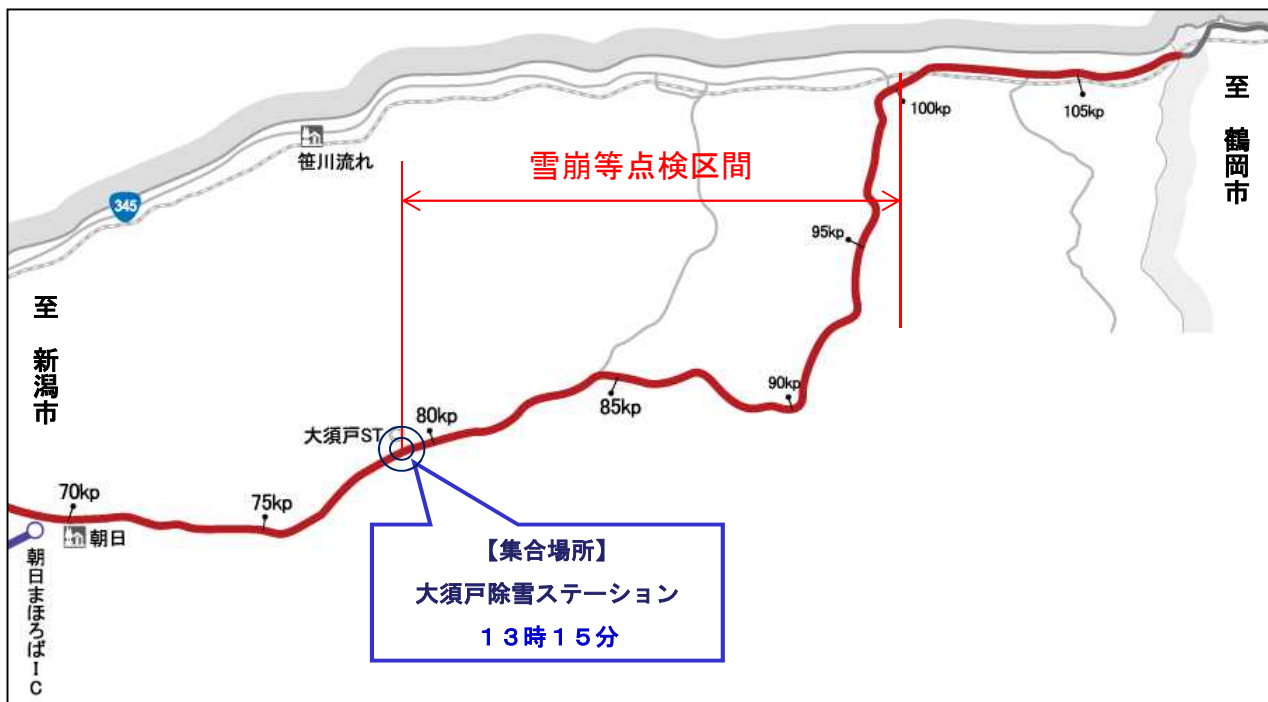 至 鶴岡市
100kp
105kp
笹川流れ
雪崩等点検区間
345
95kp
至 新潟市
90kp
85kp
80kp
大須戸ST
70kp
75kp
朝日
朝日まほろばIC
【集合場所】
大須戸除雪ステーション
１３時１５分